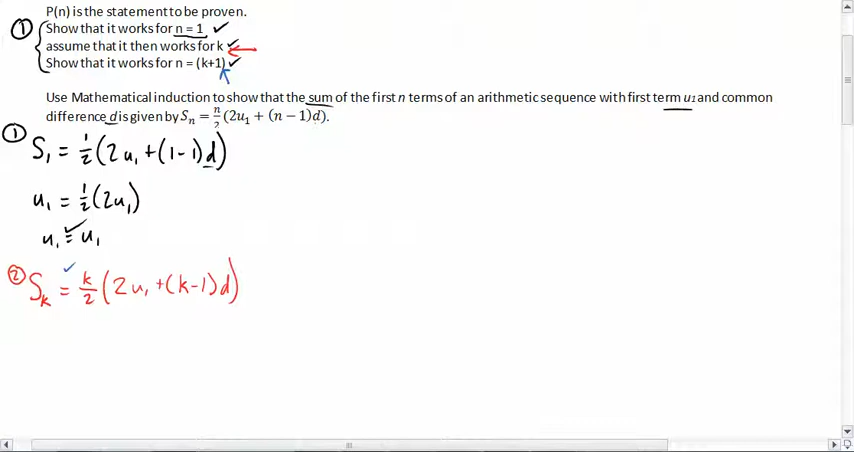 P(n) is the statement to be proven.
① Show that it works for n = 1 ✓
assume that it then works for k ✓
Show that it works for n = (k+1) ✓
Use Mathematical induction to show that the sum of the first n terms of an arithmetic sequence with first term u₁ and common
difference d is given by Sₙ = n/2 (2u₁ + (n − 1)d).
① S₁ = 1/2 (2u₁ + (1-1)d)
u₁ = 1/2 (2u₁)
u₁ ≡ u₁ ✓
② Sₖ = k/2 (2u₁ + (k-1)d) ✓